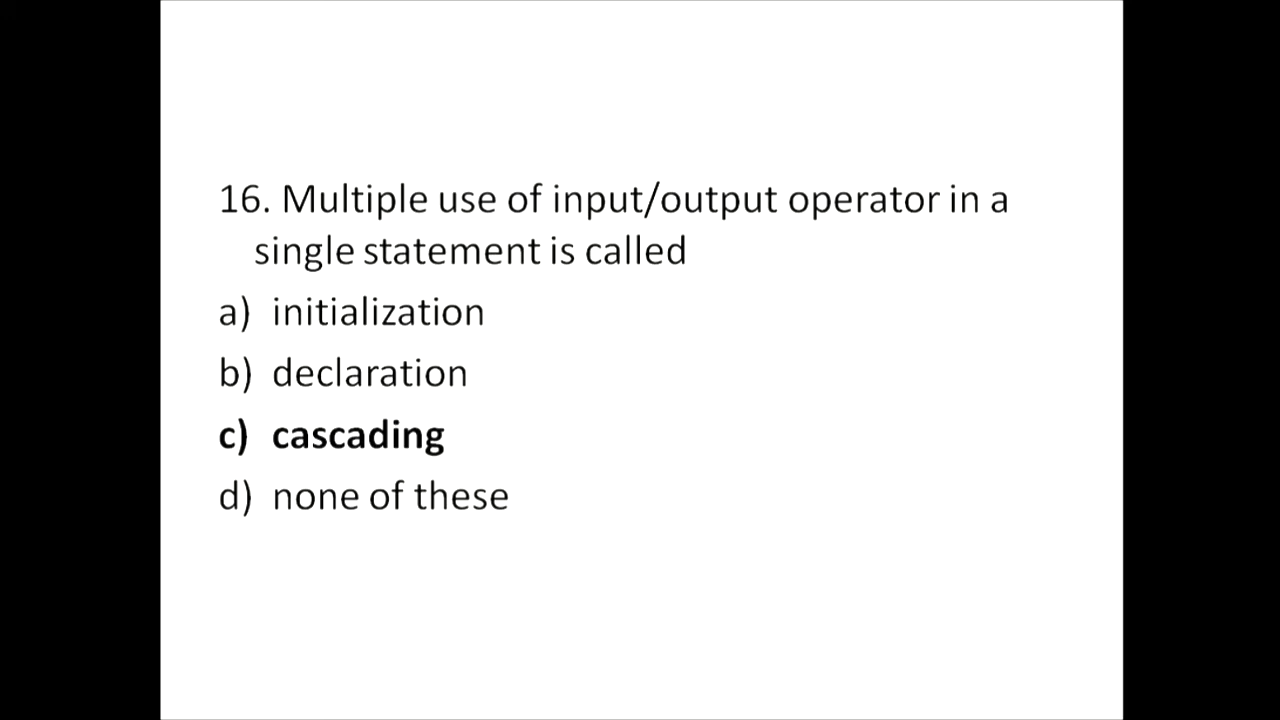 16. Multiple use of input/output operator in a
single statement is called
a) initialization
b) declaration
c) cascading
d) none of these